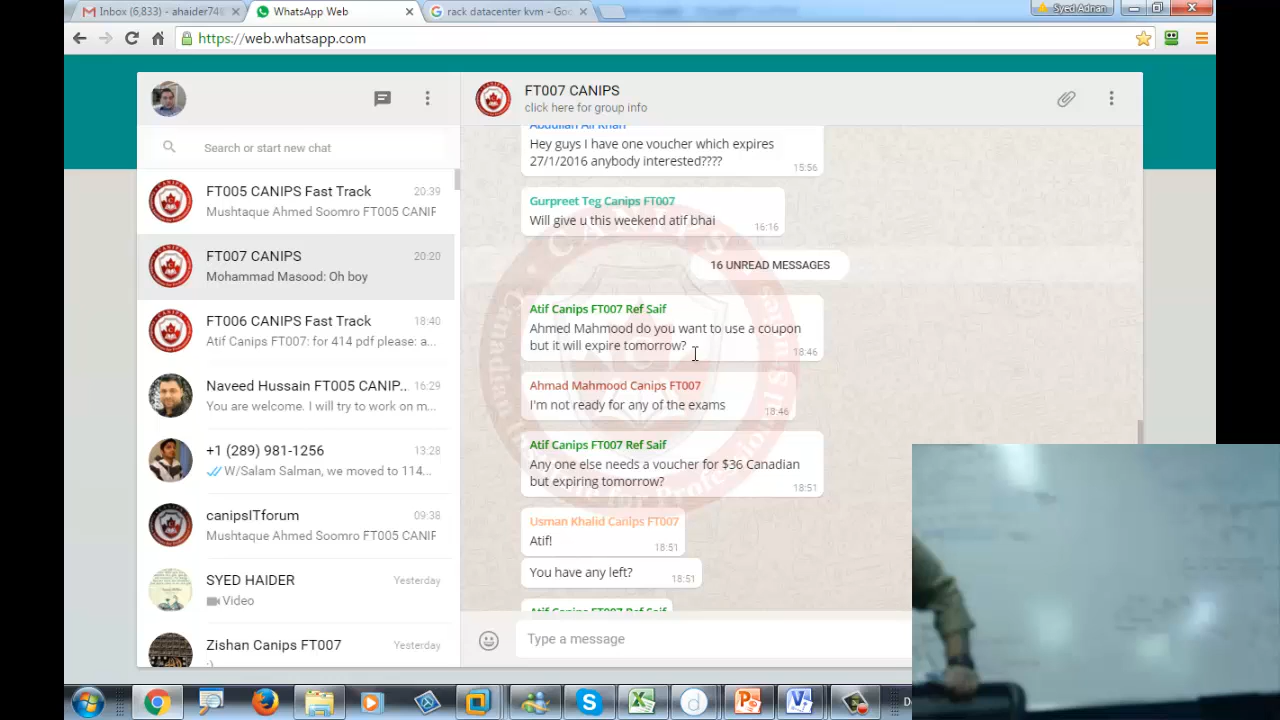 Inbox (6,833) - ahaider74
WhatsApp Web
rack datacenter kvm - Goo
Syed Adnan
https://web.whatsapp.com
FT007 CANIPS
click here for group info
Search or start new chat
FT005 CANIPS Fast Track 20:39
Mushtaque Ahmed Soomro FT005 CANIF
FT007 CANIPS 20:20
Mohammad Masood: Oh boy
FT006 CANIPS Fast Track 18:40
Atif Canips FT007: for 414 pdf please: a...
Naveed Hussain FT005 CANIP... 16:29
You are welcome. I will try to work on m...
+1 (289) 981-1256 13:28
W/Salam Salman, we moved to 114...
canipsITforum 09:38
Mushtaque Ahmed Soomro FT005 CANIF
SYED HAIDER Yesterday
Video
Zishan Canips FT007 Yesterday
:)
Abdullah Ali Khan
Hey guys I have one voucher which expires
27/1/2016 anybody interested????
15:56
Gurpreet Teg Canips FT007
Will give u this weekend atif bhai
16:16
16 UNREAD MESSAGES
Atif Canips FT007 Ref Saif
Ahmed Mahmood do you want to use a coupon
but it will expire tomorrow?
18:46
Ahmad Mahmood Canips FT007
I'm not ready for any of the exams
18:46
Atif Canips FT007 Ref Saif
Any one else needs a voucher for $36 Canadian
but expiring tomorrow?
18:51
Usman Khalid Canips FT007
Atif!
18:51
You have any left?
18:51
Atif Canips FT007 Ref Saif
Type a message